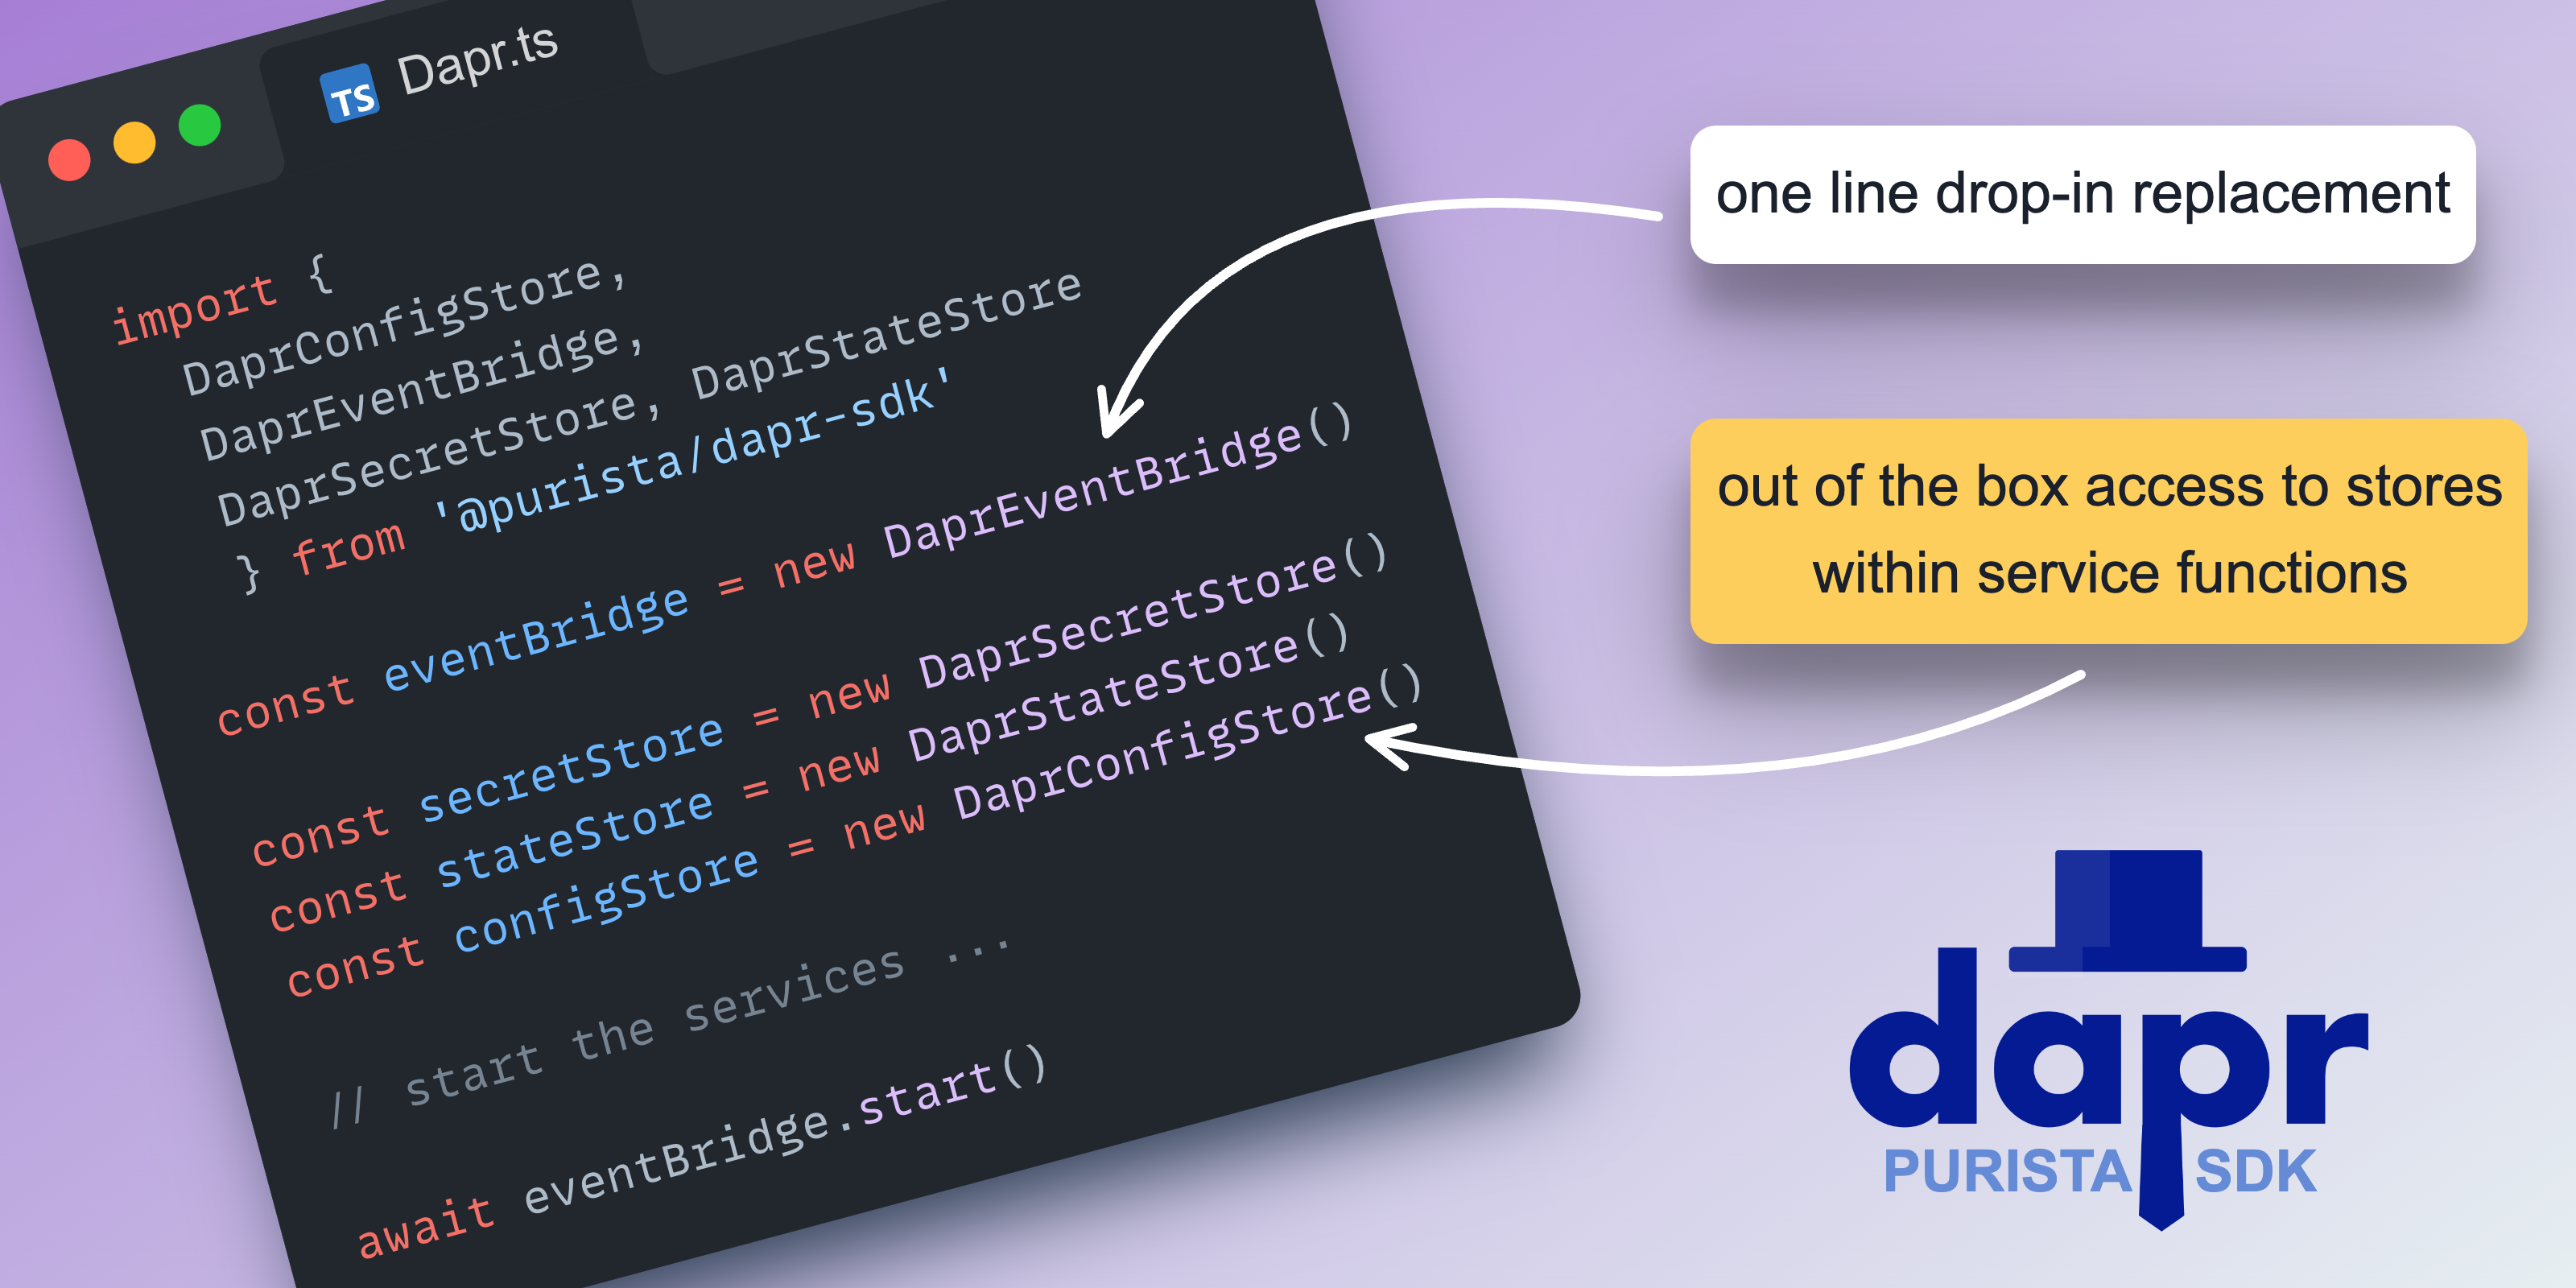 TS Dapr.ts
import {
DaprConfigStore,
DaprEventBridge,
DaprSecretStore, DaprStateStore
} from '@purista/dapr-sdk'
const eventBridge = new DaprEventBridge()
const secretStore = new DaprSecretStore()
const stateStore = new DaprStateStore()
const configStore = new DaprConfigStore()
// start the services ...
await eventBridge.start()
one line drop-in replacement
out of the box access to stores
within service functions
dapr
PURISTA SDK